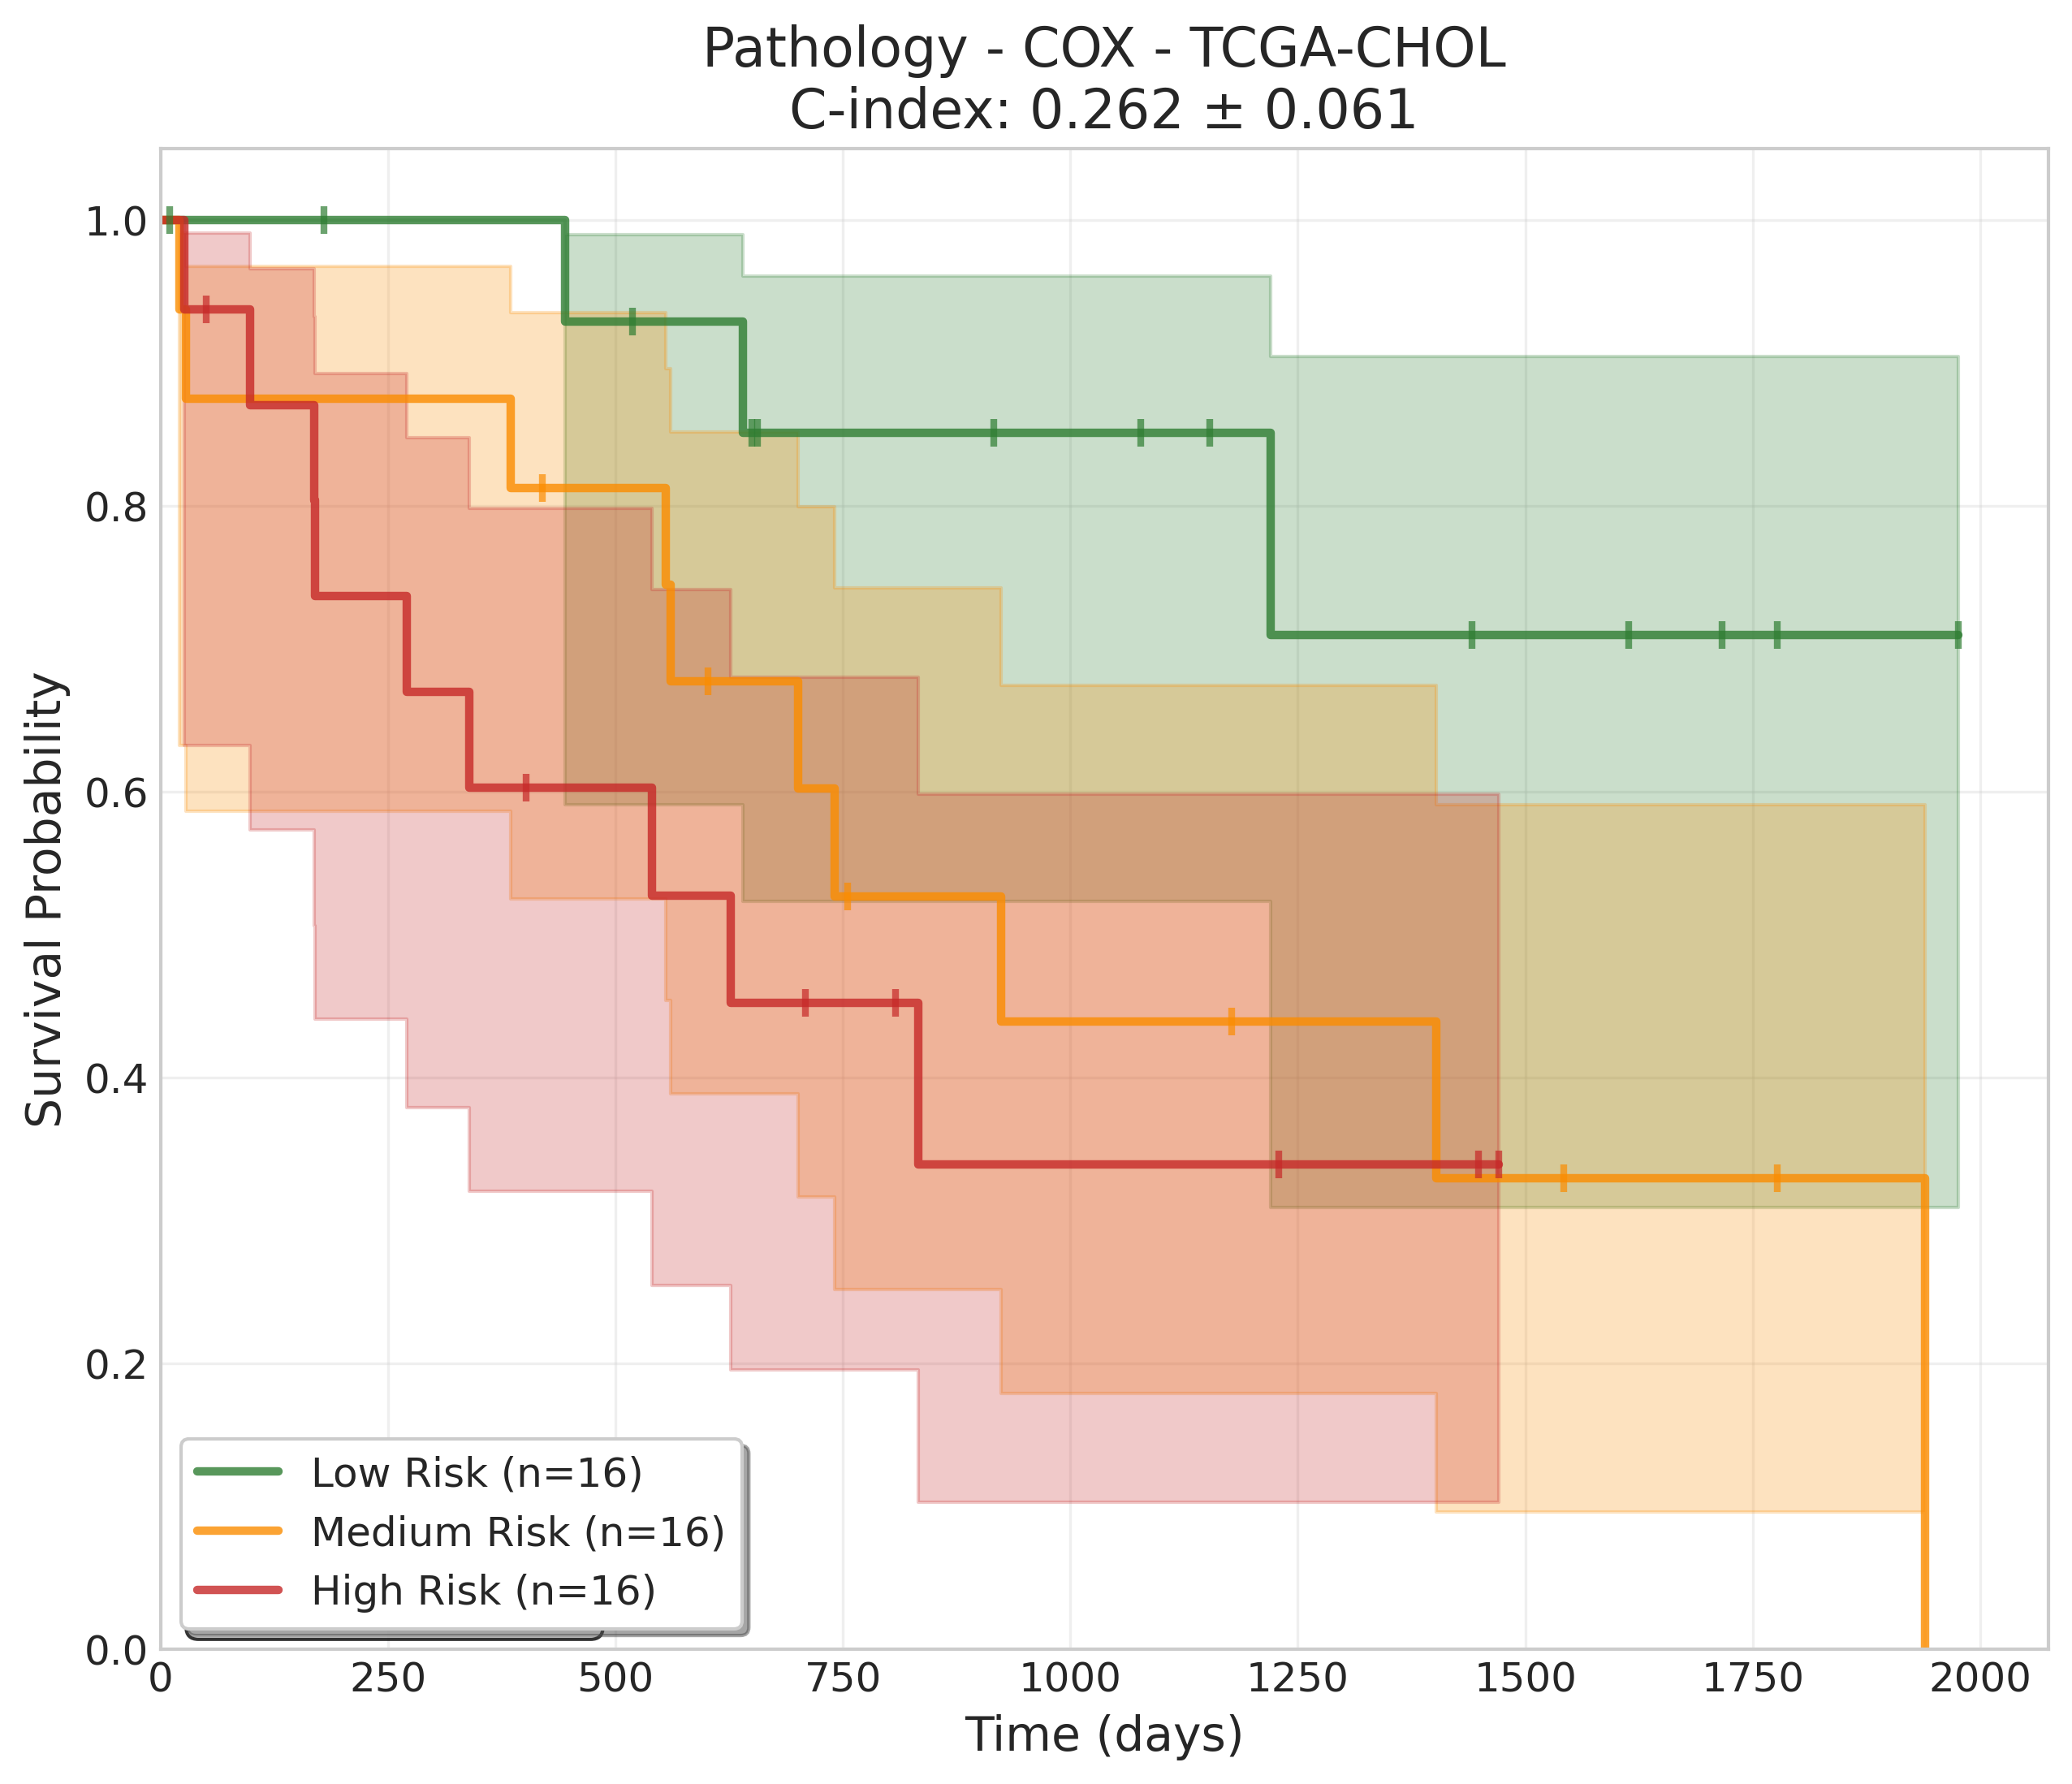 Pathology - COX - TCGA-CHOL
C-index: 0.262 ± 0.061
Survival Probability
1.0
0.8
0.6
0.4
0.2
0.0
Low Risk (n=16)
Medium Risk (n=16)
High Risk (n=16)
0 250 500 750 1000 1250 1500 1750 2000
Time (days)